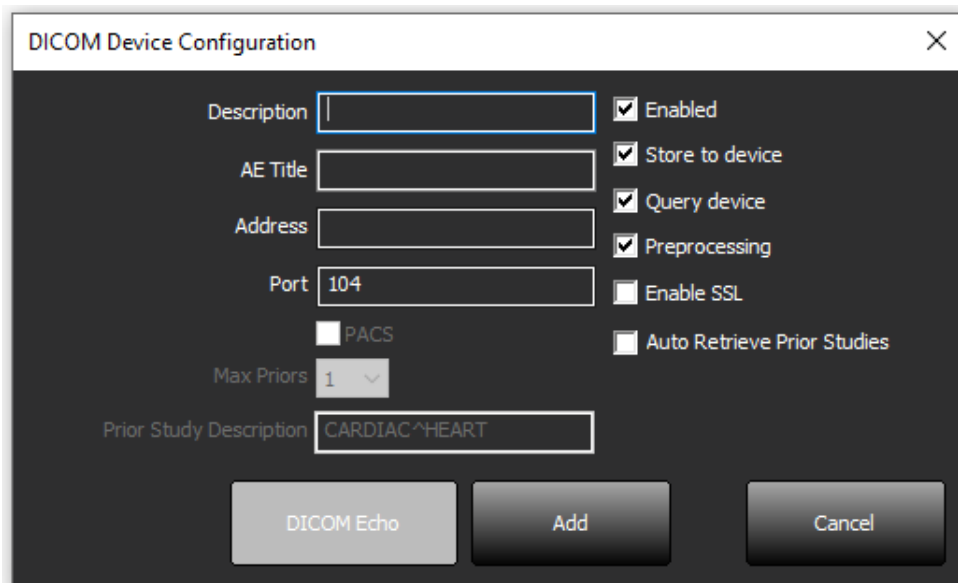 DICOM Device Configuration
Description
Enabled
AE Title
Store to device
Address
Query device
Preprocessing
Port 104
Enable SSL
PACS
Auto Retrieve Prior Studies
Max Priors 1
Prior Study Description CARDIAC^HEART
DICOM Echo
Add
Cancel